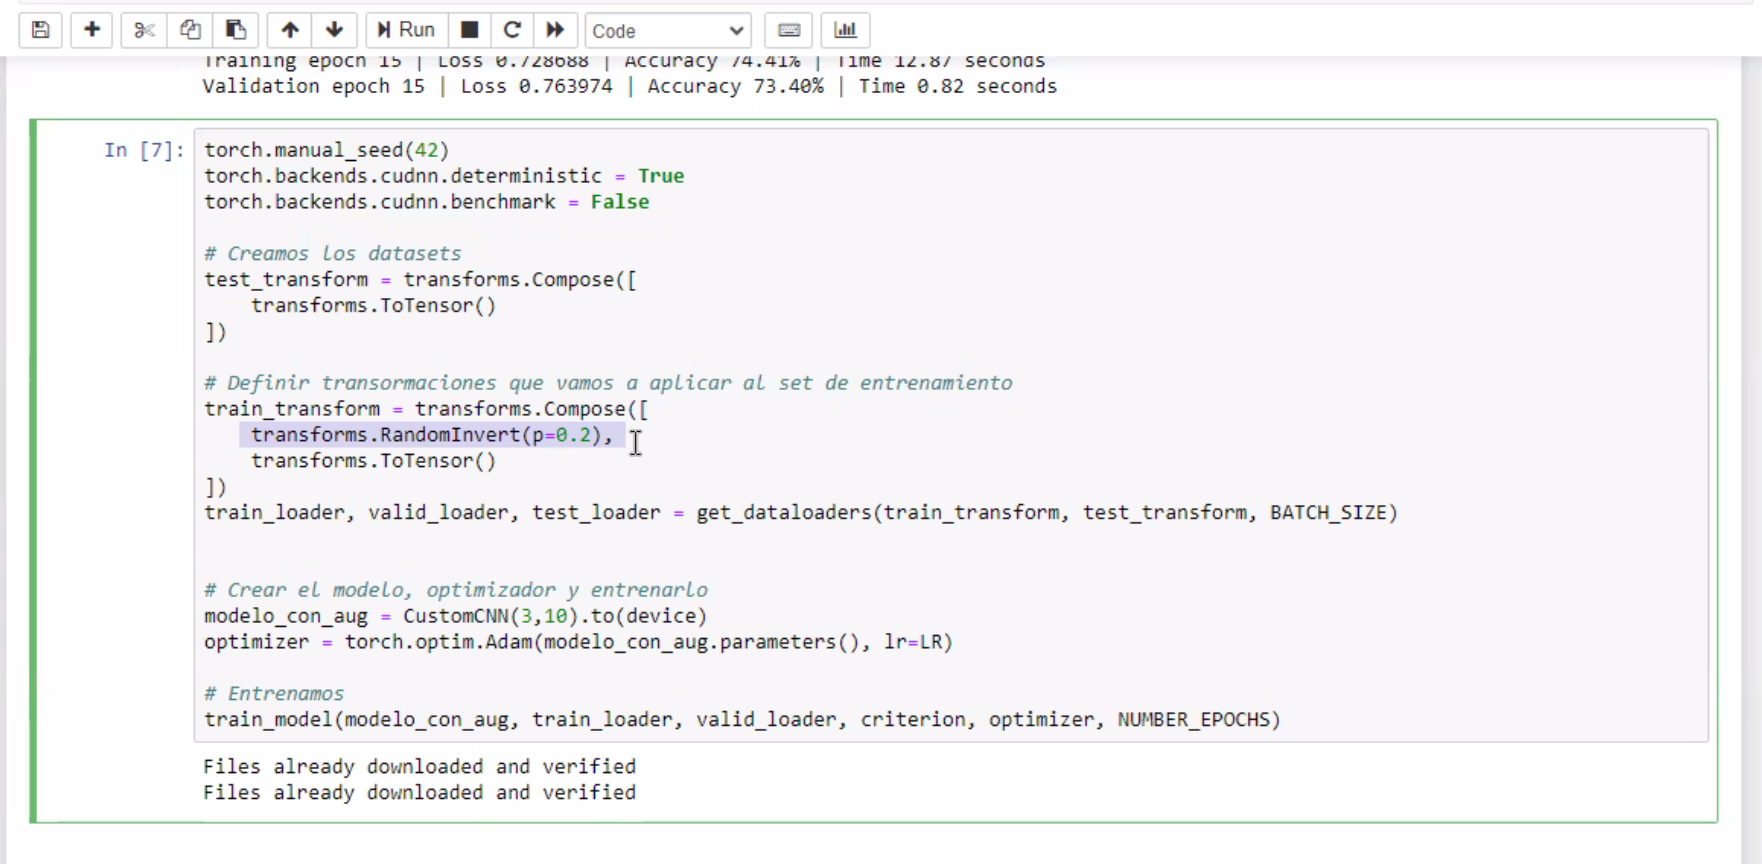 Run
Code
Training epoch 15 | Loss 0.728688 | Accuracy 74.41% | Time 12.87 seconds
Validation epoch 15 | Loss 0.763974 | Accuracy 73.40% | Time 0.82 seconds
In [7]:
torch.manual_seed(42)
torch.backends.cudnn.deterministic = True
torch.backends.cudnn.benchmark = False
# Creamos los datasets
test_transform = transforms.Compose([
transforms.ToTensor()
])
# Definir transormaciones que vamos a aplicar al set de entrenamiento
train_transform = transforms.Compose([
transforms.RandomInvert(p=0.2),
transforms.ToTensor()
])
train_loader, valid_loader, test_loader = get_dataloaders(train_transform, test_transform, BATCH_SIZE)
# Crear el modelo, optimizador y entrenarlo
modelo_con_aug = CustomCNN(3,10).to(device)
optimizer = torch.optim.Adam(modelo_con_aug.parameters(), lr=LR)
# Entrenamos
train_model(modelo_con_aug, train_loader, valid_loader, criterion, optimizer, NUMBER_EPOCHS)
Files already downloaded and verified
Files already downloaded and verified